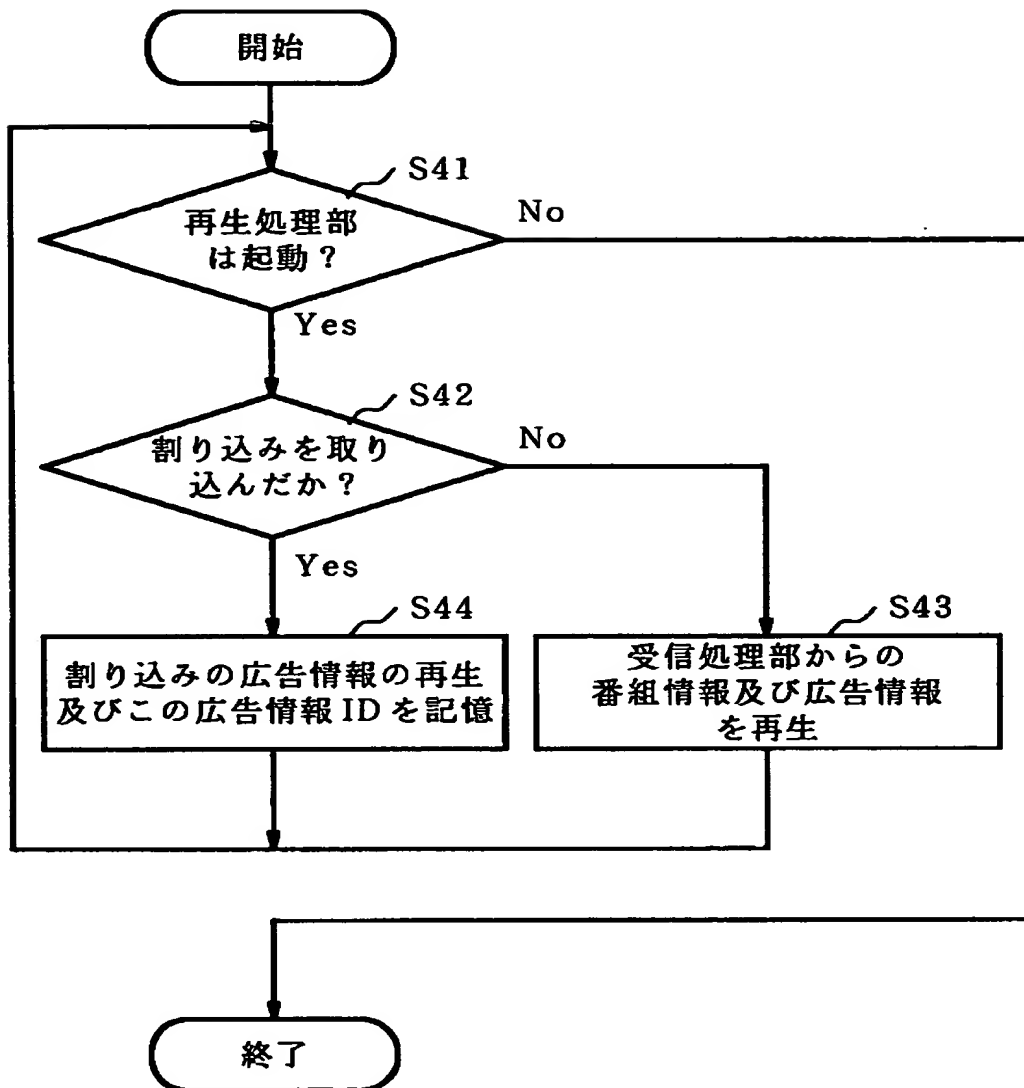 開始
S41
再生処理部
は起動？
No
Yes
S42
割り込みを取り
込んだか？
No
Yes
S44
割り込みの広告情報の再生
及びこの広告情報IDを記憶
S43
受信処理部からの
番組情報及び広告情報
を再生
終了